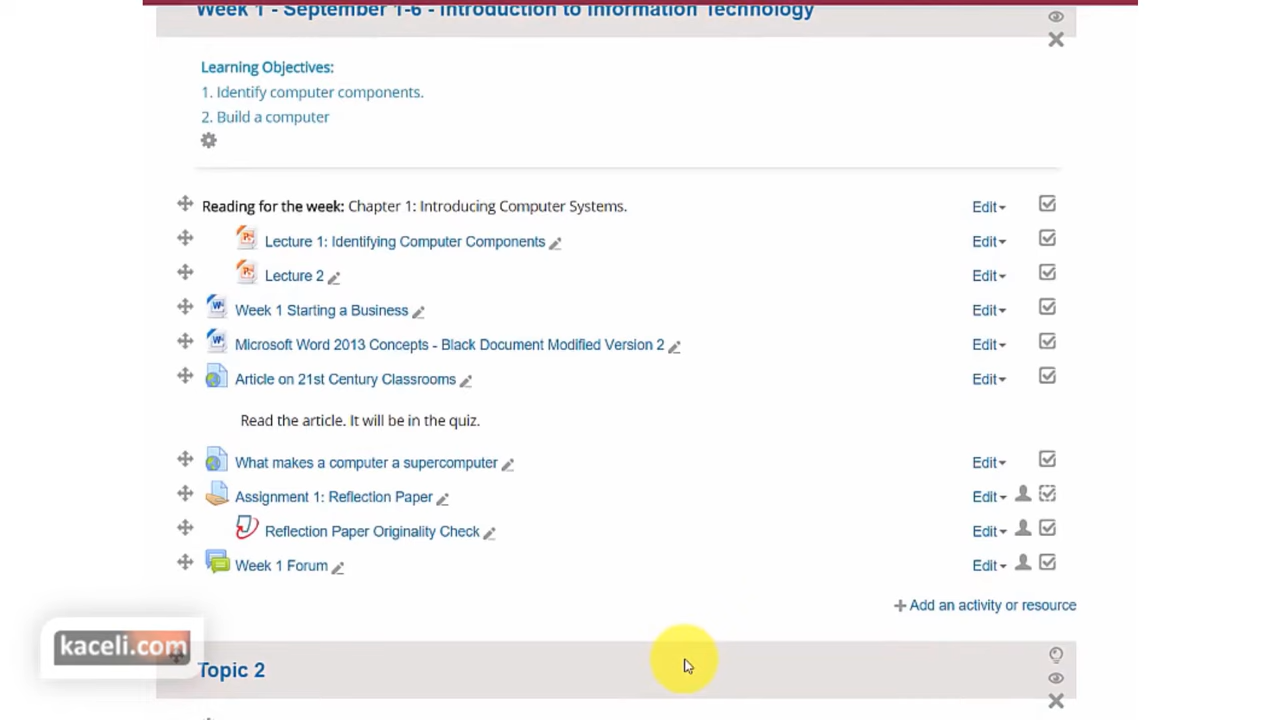 Week 1 - September 1-6 - Introduction to Information Technology
Learning Objectives:
1. Identify computer components.
2. Build a computer
Reading for the week: Chapter 1: Introducing Computer Systems. Edit
Lecture 1: Identifying Computer Components Edit
Lecture 2 Edit
Week 1 Starting a Business Edit
Microsoft Word 2013 Concepts - Black Document Modified Version 2 Edit
Article on 21st Century Classrooms Edit
Read the article. It will be in the quiz.
What makes a computer a supercomputer Edit
Assignment 1: Reflection Paper Edit
Reflection Paper Originality Check Edit
Week 1 Forum Edit
Add an activity or resource
kaceli.com
Topic 2